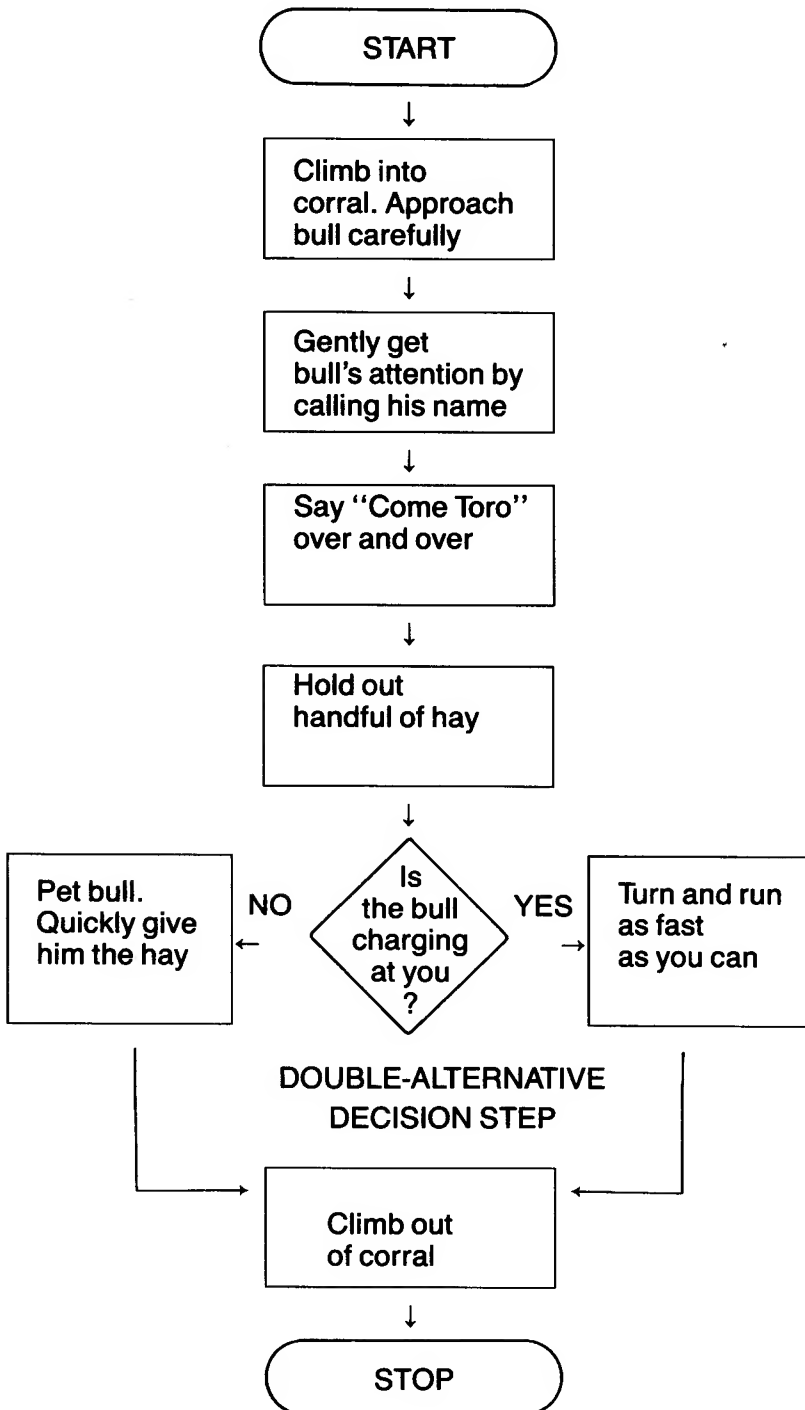 START
Climb into
corral. Approach
bull carefully
Gently get
bull's attention by
calling his name
Say "Come Toro"
over and over
Hold out
handful of hay
Is
the bull
charging
at you
?
NO
Pet bull.
Quickly give
him the hay
YES
Turn and run
as fast
as you can
DOUBLE-ALTERNATIVE
DECISION STEP
Climb out
of corral
STOP